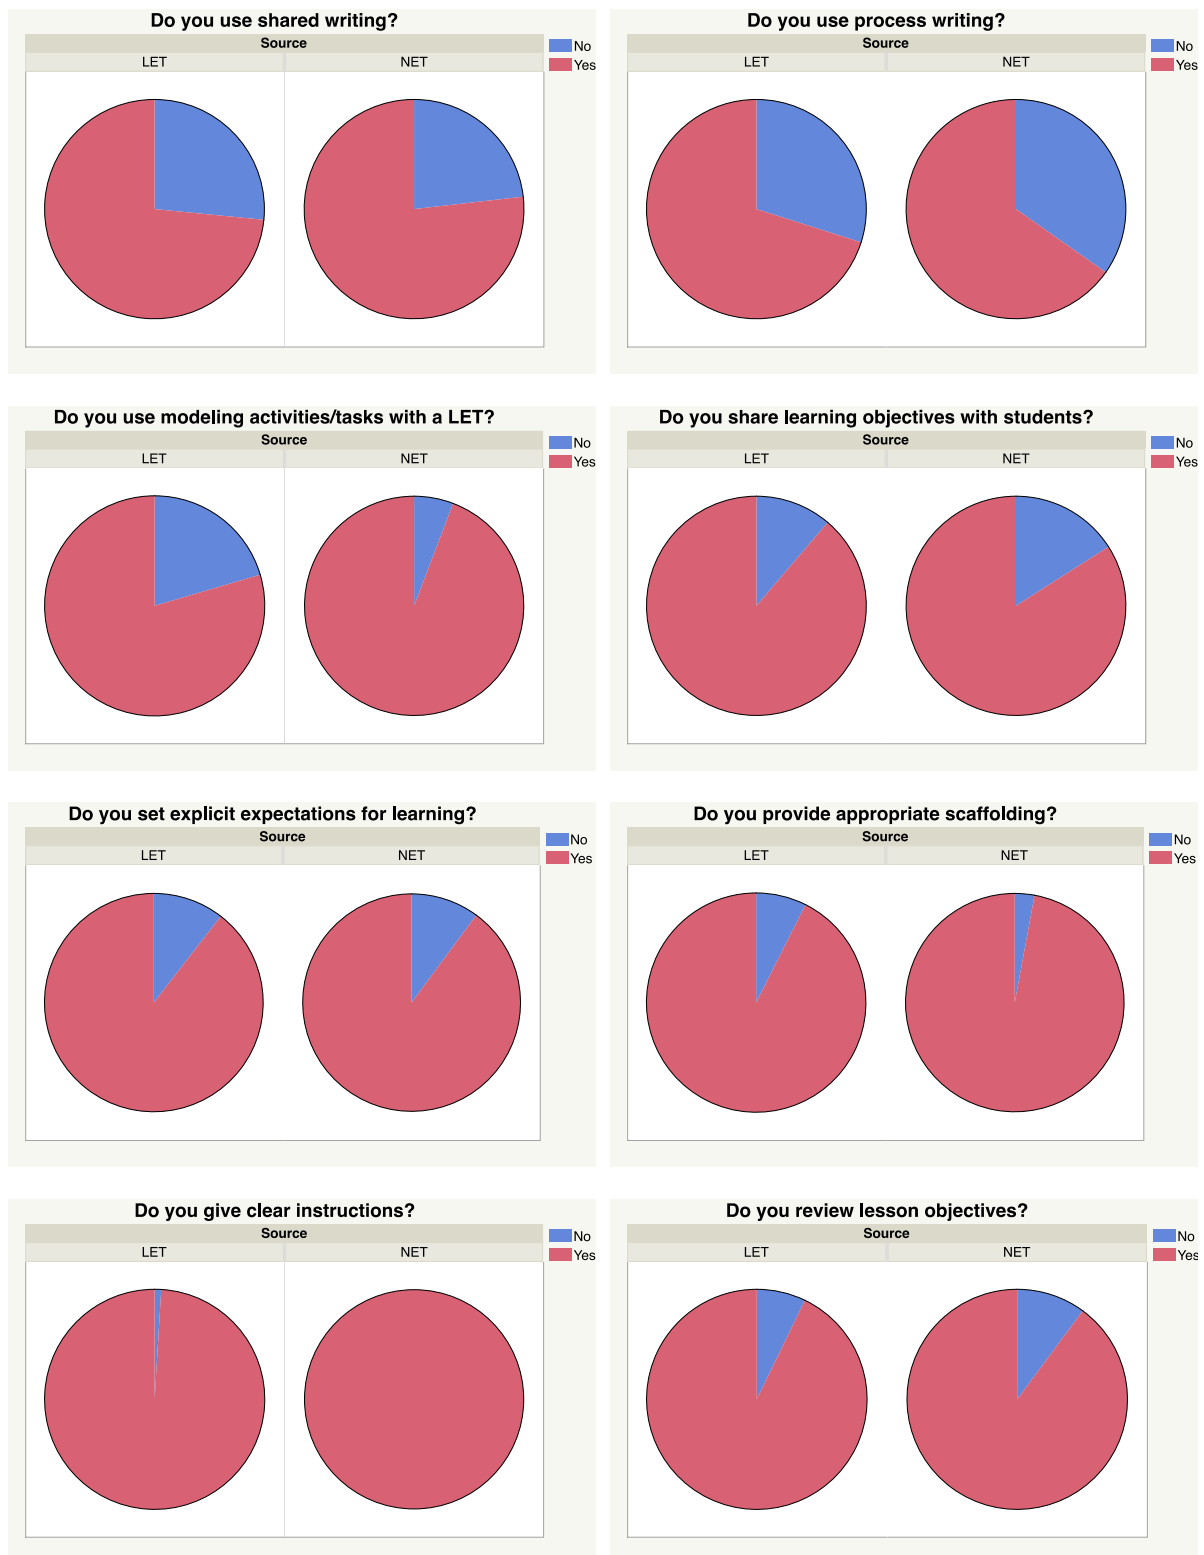 Do you use shared writing?
Source
LET NET
No
Yes
Do you use process writing?
Source
LET NET
No
Yes
Do you use modeling activities/tasks with a LET?
Source
LET NET
No
Yes
Do you share learning objectives with students?
Source
LET NET
No
Yes
Do you set explicit expectations for learning?
Source
LET NET
No
Yes
Do you provide appropriate scaffolding?
Source
LET NET
No
Yes
Do you give clear instructions?
Source
LET NET
No
Yes
Do you review lesson objectives?
Source
LET NET
No
Yes